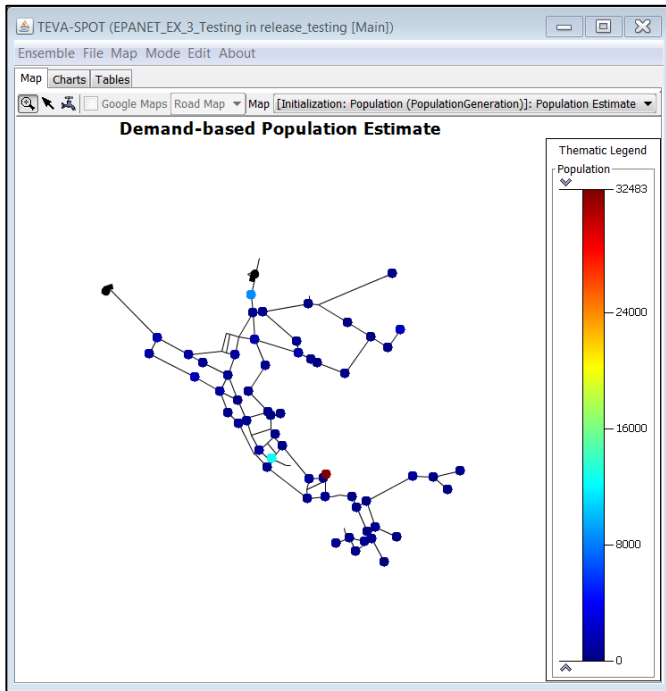 TEVA-SPOT (EPANET_EX_3_Testing in release_testing [Main])
Ensemble File Map Mode Edit About
Map Charts Tables
Google Maps Road Map Map [Initialization: Population (PopulationGeneration)]: Population Estimate
Demand-based Population Estimate
Thematic Legend
Population
32483
24000
16000
8000
0